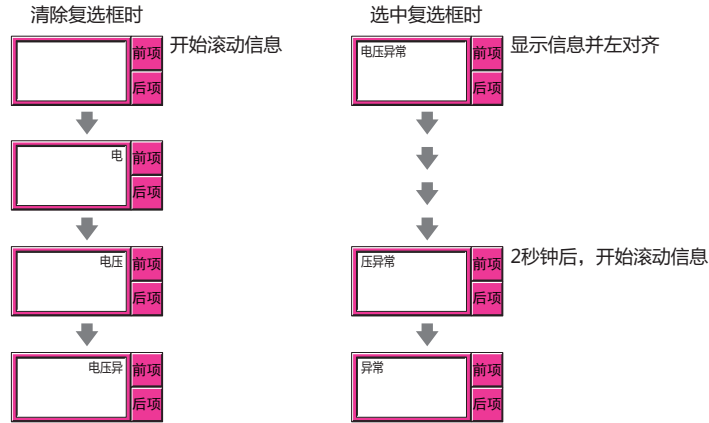 清除复选框时
开始滚动信息
前项
后项
电
前项
后项
电压
前项
后项
电压异
前项
后项
选中复选框时
电压异常
显示信息并左对齐
前项
后项
压异常
2秒钟后，开始滚动信息
前项
后项
异常
前项
后项